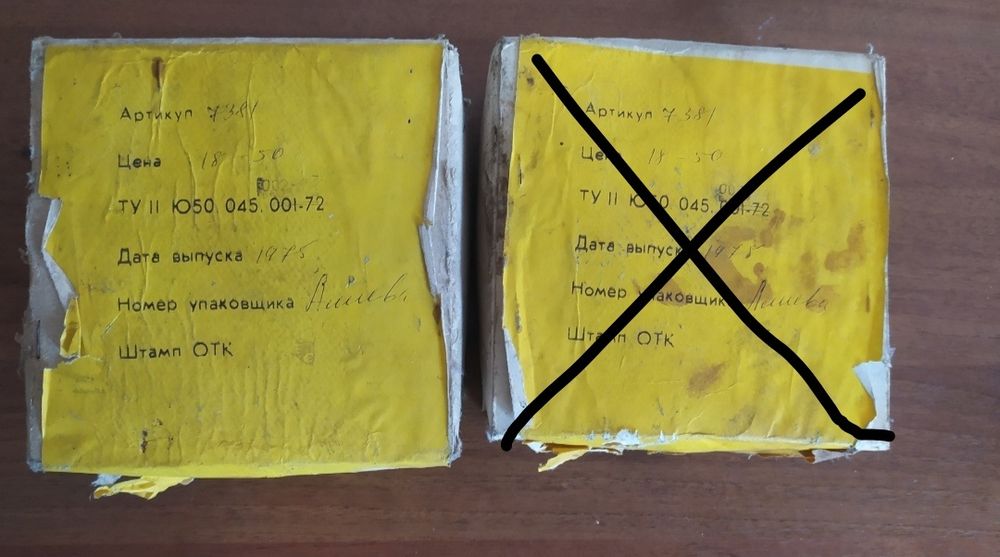 Артикул 7381
Цена 18-50
ТУ II Ю50 045. 001-72
Дата выпуска 1975
Номер упаковщика
Штамп ОТК
Артикул 7381
Цена 18-50
ТУ II Ю50 045. 001-72
Дата выпуска 1975
Номер упаковщика
Штамп ОТК